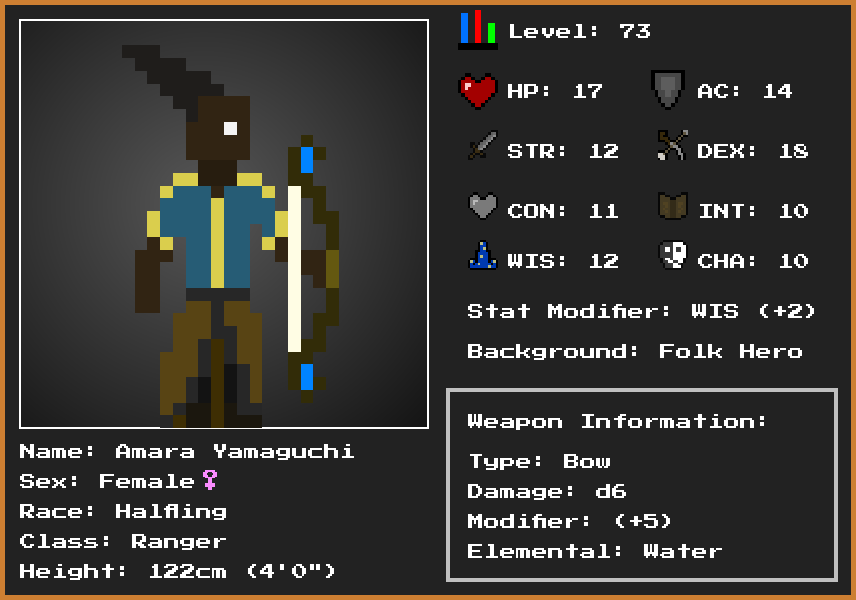 Level: 73
HP: 17
AC: 14
STR: 12
DEX: 18
CON: 11
INT: 10
WIS: 12
CHA: 10
Stat Modifier: WIS (+2)
Background: Folk Hero
Name: Amara Yamaguchi
Sex: Female♀
Race: Halfling
Class: Ranger
Height: 122cm (4'0")
Weapon Information:
Type: Bow
Damage: d6
Modifier: (+5)
Elemental: Water